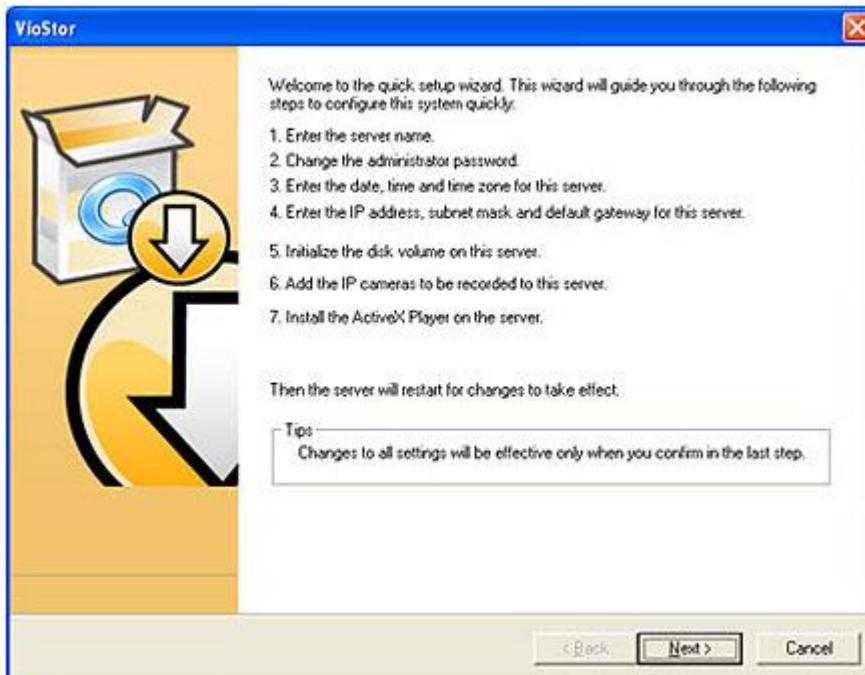 VioStor
Welcome to the quick setup wizard. This wizard will guide you through the following
steps to configure this system quickly:
1. Enter the server name.
2. Change the administrator password.
3. Enter the date, time and time zone for this server.
4. Enter the IP address, subnet mask and default gateway for this server.
5. Initialize the disk volume on this server.
6. Add the IP cameras to be recorded to this server.
7. Install the ActiveX Player on the server.
Then the server will restart for changes to take effect.
Tips
Changes to all settings will be effective only when you confirm in the last step.
< Back Next > Cancel